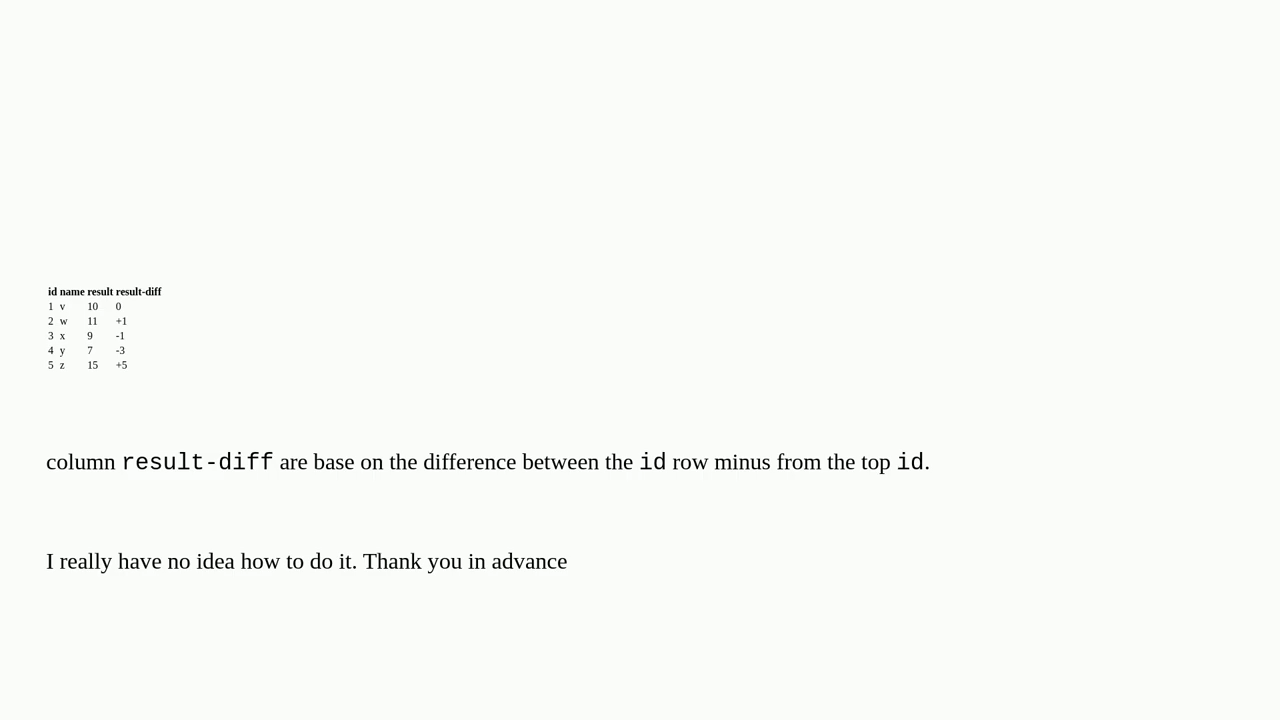 id name result result-diff
1 v 10 0
2 w 11 +1
3 x 9 -1
4 y 7 -3
5 z 15 +5
column result-diff are base on the difference between the id row minus from the top id.
I really have no idea how to do it. Thank you in advance